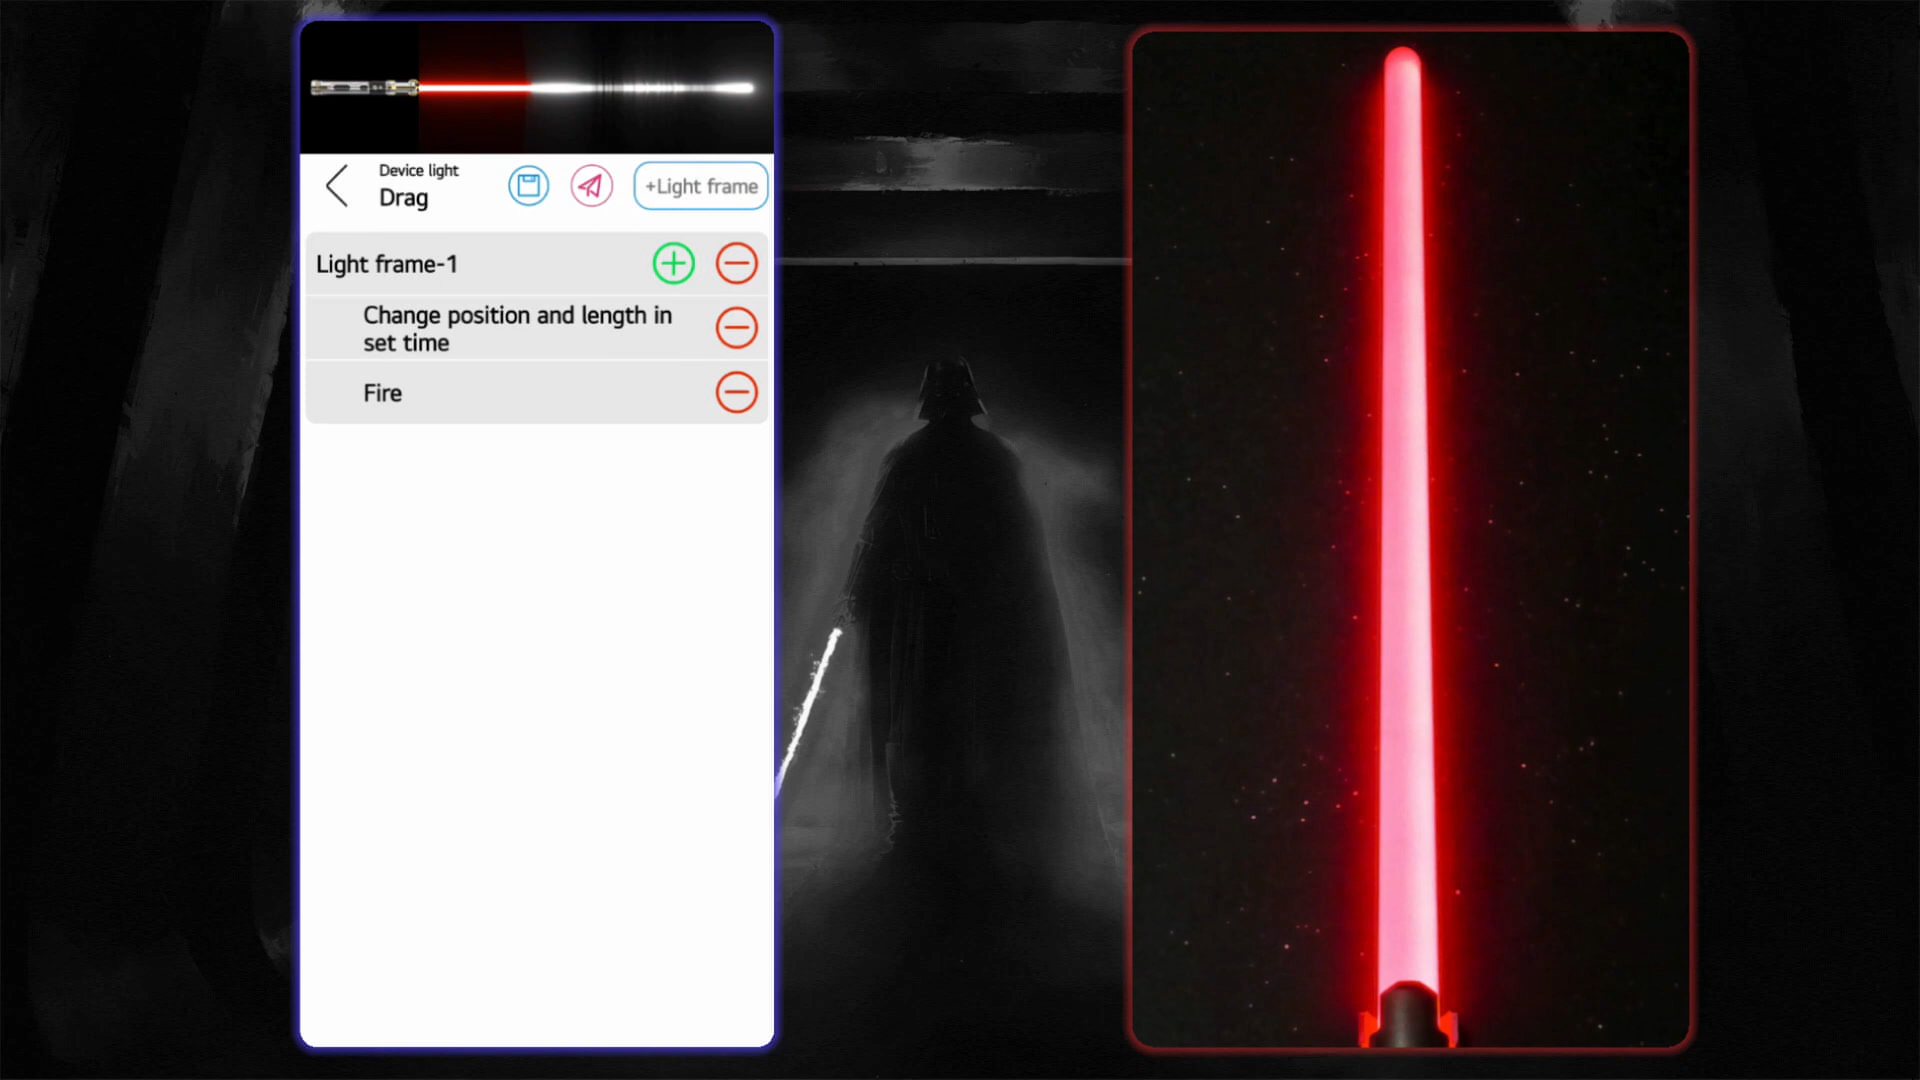 Device light
Drag
+Light frame
Light frame-1
Change position and length in
set time
Fire